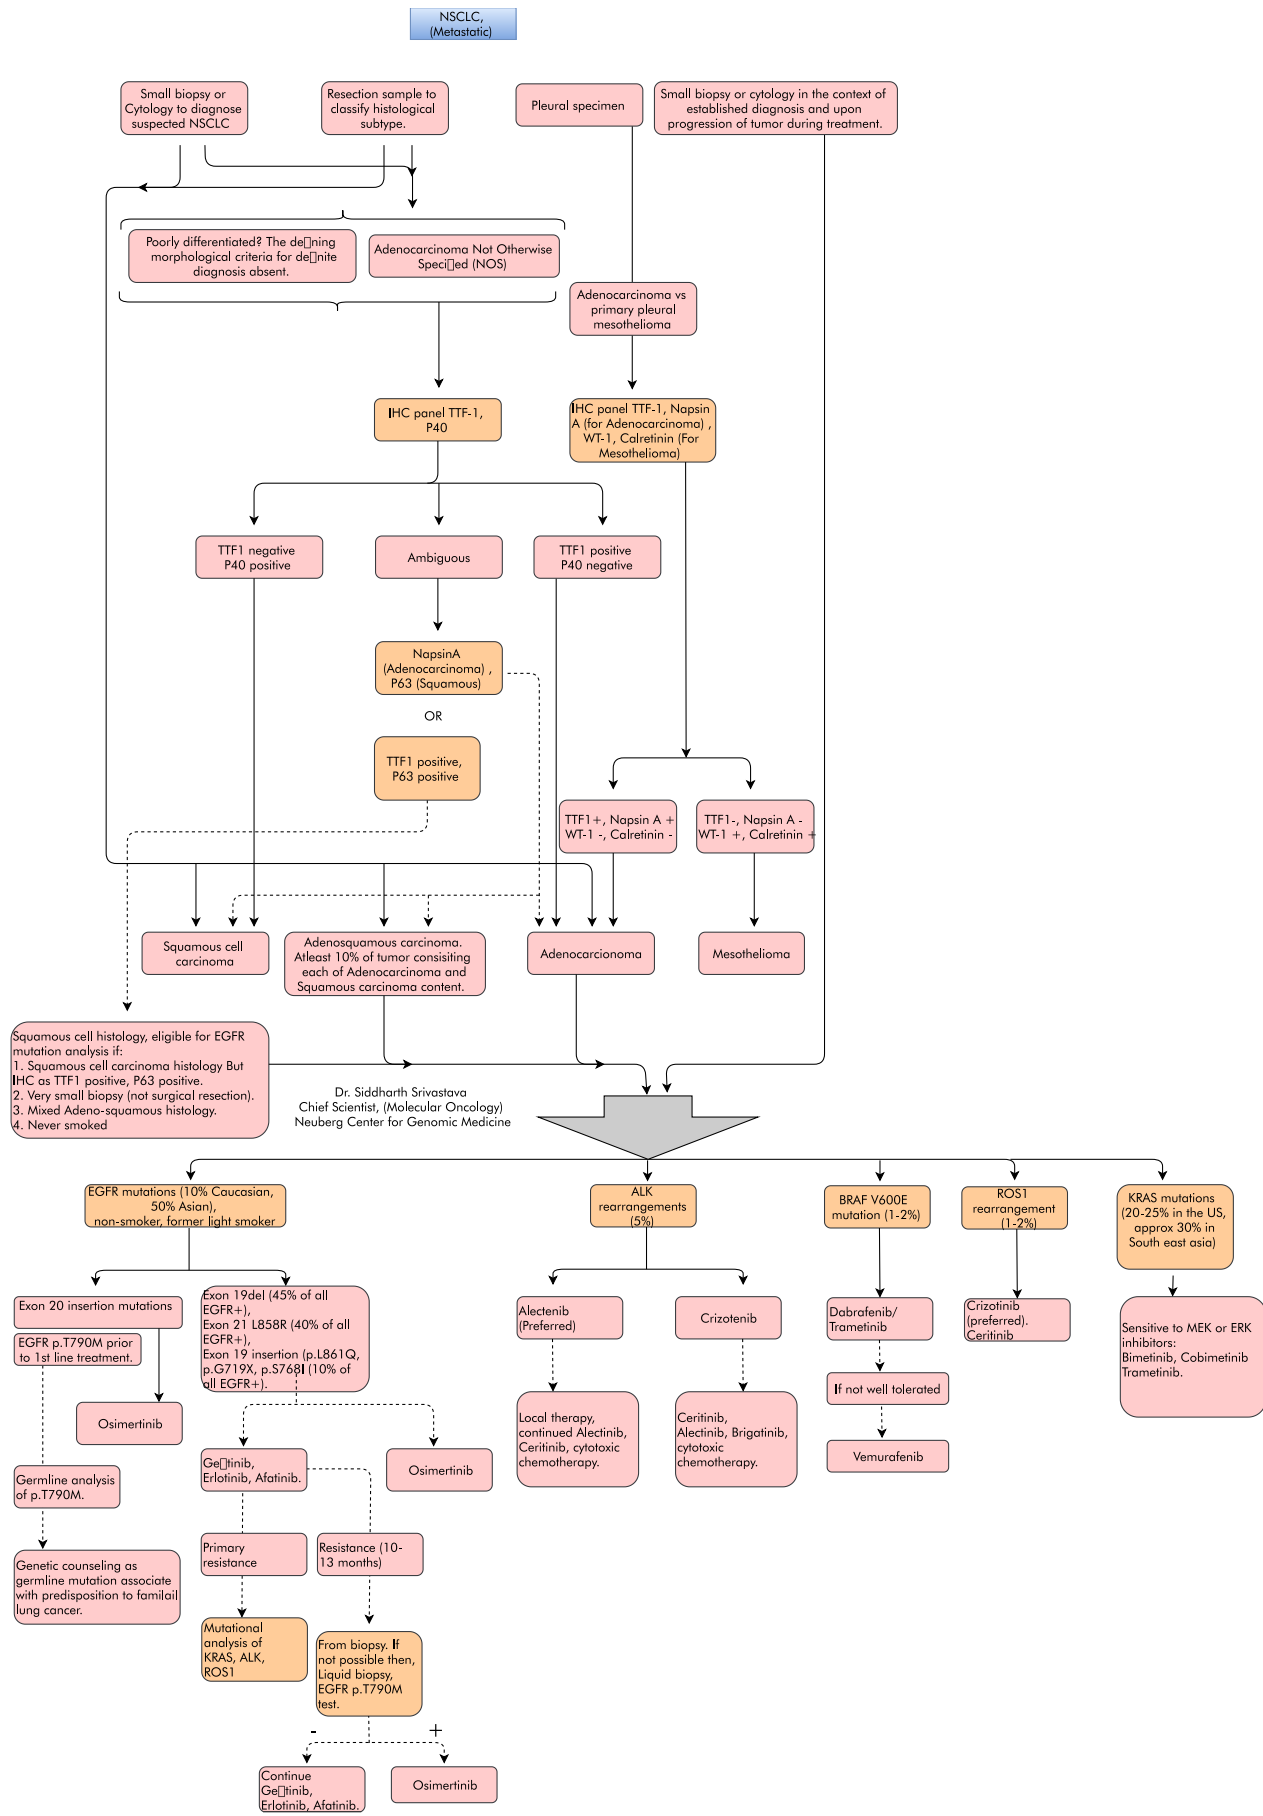 NSCLC,
(Metastatic)
Small biopsy or
Cytology to diagnose
suspected NSCLC
Resection sample to
classify histological
subtype.
Pleural specimen
Small biopsy or cytology in the context of
established diagnosis and upon
progression of tumor during treatment.
Poorly differentiated? The de▯ning
morphological criteria for de▯nite
diagnosis absent.
Adenocarcinoma Not Otherwise
Speci▯ed (NOS)
Adenocarcinoma vs
primary pleural
mesothelioma
IHC panel TTF-1,
P40
IHC panel TTF-1, Napsin
A (for Adenocarcinoma) ,
WT-1, Calretinin (For
Mesothelioma)
TTF1 negative
P40 positive
Ambiguous
TTF1 positive
P40 negative
NapsinA
(Adenocarcinoma) ,
P63 (Squamous)
OR
TTF1 positive,
P63 positive
TTF1+, Napsin A +
WT-1 -, Calretinin -
TTF1-, Napsin A -
WT-1 +, Calretinin +
Squamous cell
carcinoma
Adenosquamous carcinoma.
Atleast 10% of tumor consisiting
each of Adenocarcinoma and
Squamous carcinoma content.
Adenocarcionoma
Mesothelioma
Squamous cell histology, eligible for EGFR
mutation analysis if:
1. Squamous cell carcinoma histology But
IHC as TTF1 positive, P63 positive.
2. Very small biopsy (not surgical resection).
3. Mixed Adeno-squamous histology.
4. Never smoked
Dr. Siddharth Srivastava
Chief Scientist, (Molecular Oncology)
Neuberg Center for Genomic Medicine
EGFR mutations (10% Caucasian,
50% Asian),
non-smoker, former light smoker
ALK
rearrangements
(5%)
BRAF V600E
mutation (1-2%)
ROS1
rearrangement
(1-2%)
KRAS mutations
(20-25% in the US,
approx 30% in
South east asia)
Exon 20 insertion mutations
EGFR p.T790M prior
to 1st line treatment.
Exon 19del (45% of all
EGFR+),
Exon 21 L858R (40% of all
EGFR+),
Exon 19 insertion (p.L861Q,
p.G719X, p.S768I (10% of
all EGFR+).
Alectenib
(Preferred)
Crizotenib
Dabrafenib/
Trametinib
Crizotinib
(preferred).
Ceritinib
Sensitive to MEK or ERK
inhibitors:
Bimetinib, Cobimetinib
Trametinib.
Osimertinib
If not well tolerated
Local therapy,
continued Alectinib,
Ceritinib, cytotoxic
chemotherapy.
Ceritinib,
Alectinib, Brigatinib,
cytotoxic
chemotherapy.
Ge▯tinib,
Erlotinib, Afatinib.
Osimertinib
Vemurafenib
Germline analysis
of p.T790M.
Primary
resistance
Resistance (10-
13 months)
Genetic counseling as
germline mutation associate
with predisposition to familail
lung cancer.
Mutational
analysis of
KRAS, ALK,
ROS1
From biopsy. If
not possible then,
Liquid biopsy,
EGFR p.T790M
test.
- +
Continue
Ge▯tinib,
Erlotinib, Afatinib.
Osimertinib